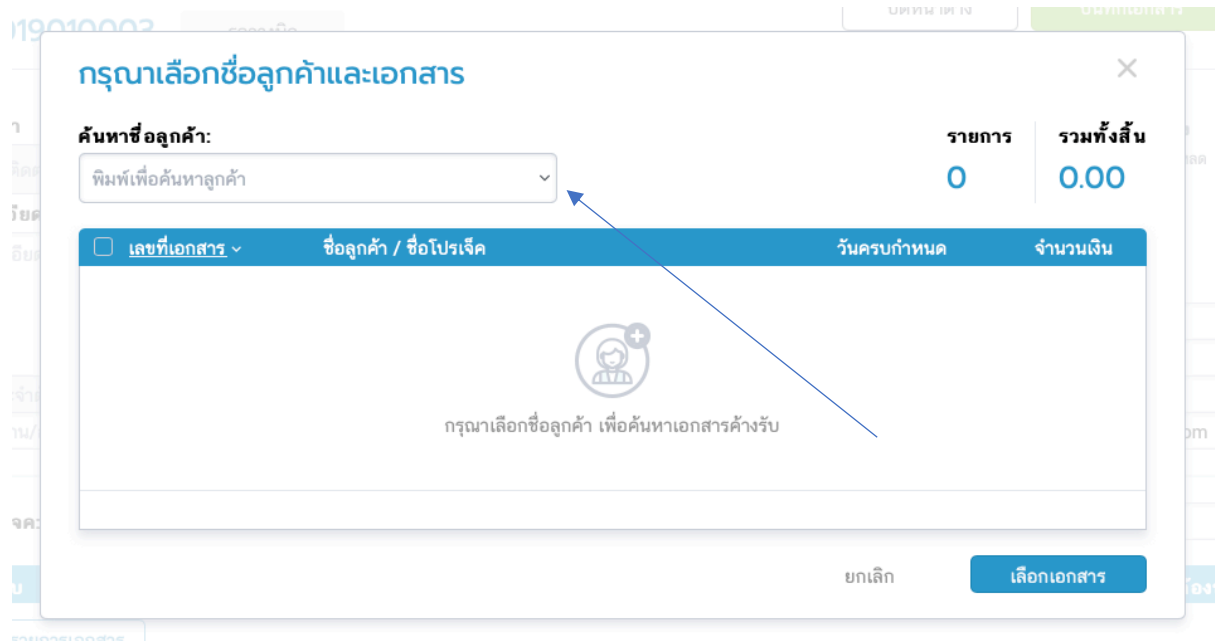 กรุณาเลือกชื่อลูกค้าและเอกสาร
ค้นหาชื่อลูกค้า:
รายการ
รวมทั้งสิ้น
พิมพ์เพื่อค้นหาลูกค้า
0
0.00
เลขที่เอกสาร
ชื่อลูกค้า / ชื่อโปรเจ็ค
วันครบกำหนด
จำนวนเงิน
กรุณาเลือกชื่อลูกค้า เพื่อค้นหาเอกสารค้างรับ
ยกเลิก
เลือกเอกสาร